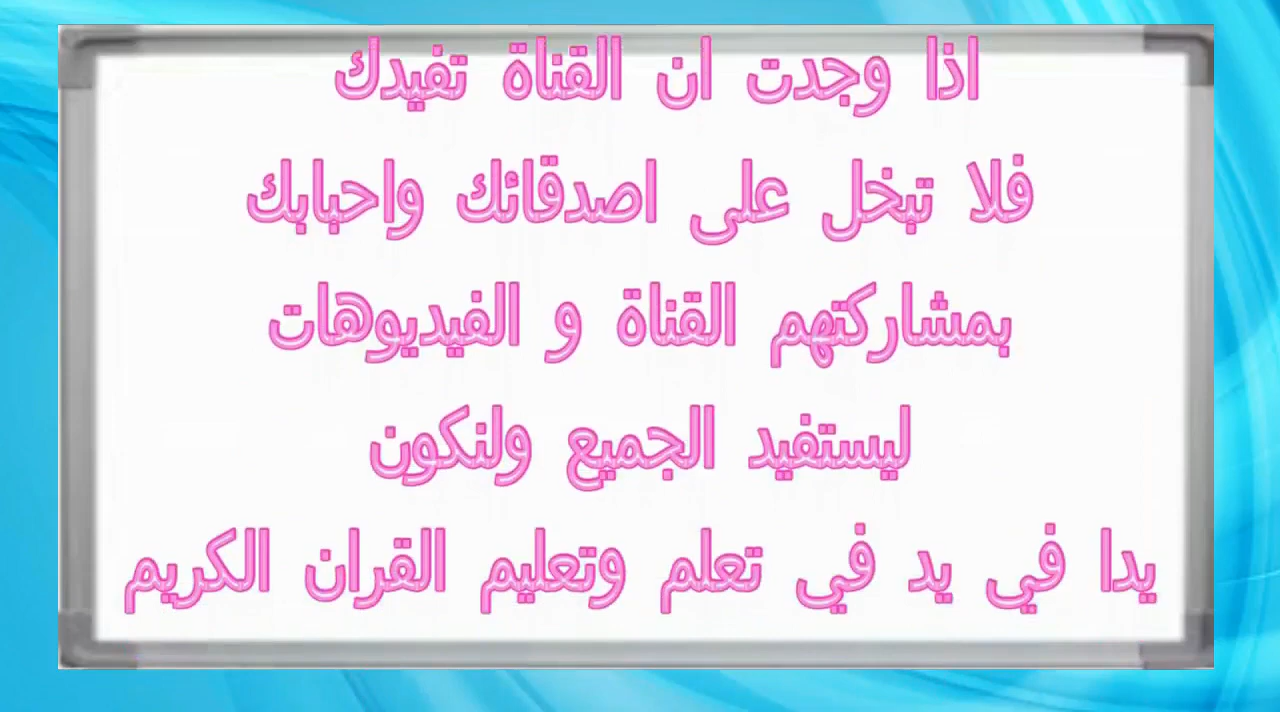 اذا وجدت ان القناة تفيدك
فلا تبخل على اصدقائك واحبابك
بمشاركتهم القناة و الفيديوهات
ليستفيد الجميع ولنكون
يدا في يد في تعلم وتعليم القران الكريم